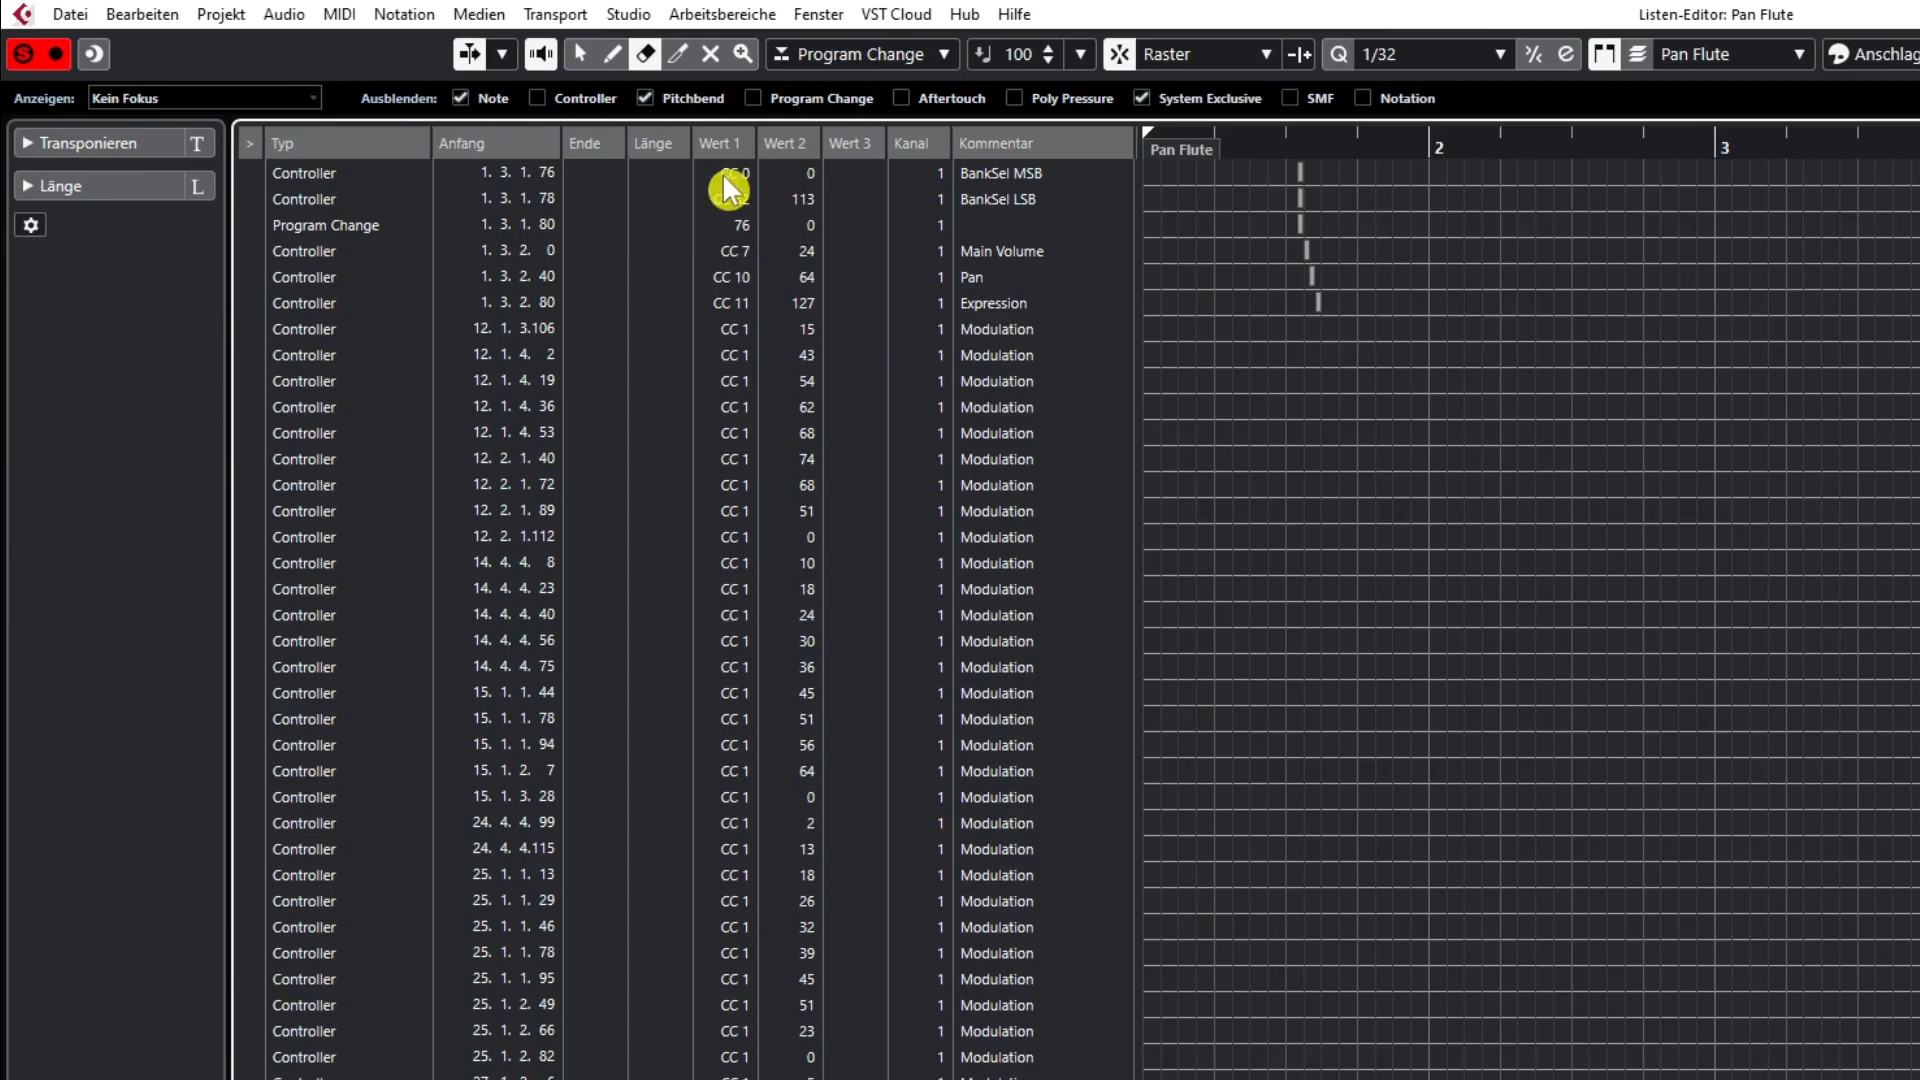 Datei Bearbeiten Projekt Audio MIDI Notation Medien Transport Studio Arbeitsbereiche Fenster VST Cloud Hub Hilfe Listen-Editor: Pan Flute
Program Change 100 Raster Q 1/32 Pan Flute
Anzeigen: Kein Fokus Ausblenden: Note Controller Pitchbend Program Change Aftertouch Poly Pressure System Exclusive SMF Notation
Transponieren T
Länge L
> Typ Anfang Ende Länge Wert 1 Wert 2 Wert 3 Kanal Kommentar
Pan Flute 2 3
Controller 1. 3. 1. 76 0 1 BankSel MSB
Controller 1. 3. 1. 78 113 1 BankSel LSB
Program Change 1. 3. 1. 80 76 0 1
Controller 1. 3. 2. 0 CC 7 24 1 Main Volume
Controller 1. 3. 2. 40 CC 10 64 1 Pan
Controller 1. 3. 2. 80 CC 11 127 1 Expression
Controller 12. 1. 3.106 CC 1 15 1 Modulation
Controller 12. 1. 4. 2 CC 1 43 1 Modulation
Controller 12. 1. 4. 19 CC 1 54 1 Modulation
Controller 12. 1. 4. 36 CC 1 62 1 Modulation
Controller 12. 1. 4. 53 CC 1 68 1 Modulation
Controller 12. 2. 1. 40 CC 1 74 1 Modulation
Controller 12. 2. 1. 72 CC 1 68 1 Modulation
Controller 12. 2. 1. 89 CC 1 51 1 Modulation
Controller 12. 2. 1.112 CC 1 0 1 Modulation
Controller 14. 4. 4. 8 CC 1 10 1 Modulation
Controller 14. 4. 4. 23 CC 1 18 1 Modulation
Controller 14. 4. 4. 40 CC 1 24 1 Modulation
Controller 14. 4. 4. 56 CC 1 30 1 Modulation
Controller 14. 4. 4. 75 CC 1 36 1 Modulation
Controller 15. 1. 1. 44 CC 1 45 1 Modulation
Controller 15. 1. 1. 78 CC 1 51 1 Modulation
Controller 15. 1. 1. 94 CC 1 56 1 Modulation
Controller 15. 1. 2. 7 CC 1 64 1 Modulation
Controller 15. 1. 3. 28 CC 1 0 1 Modulation
Controller 24. 4. 4. 99 CC 1 2 1 Modulation
Controller 24. 4. 4.115 CC 1 13 1 Modulation
Controller 25. 1. 1. 13 CC 1 18 1 Modulation
Controller 25. 1. 1. 29 CC 1 26 1 Modulation
Controller 25. 1. 1. 46 CC 1 32 1 Modulation
Controller 25. 1. 1. 78 CC 1 39 1 Modulation
Controller 25. 1. 1. 95 CC 1 45 1 Modulation
Controller 25. 1. 2. 49 CC 1 51 1 Modulation
Controller 25. 1. 2. 66 CC 1 23 1 Modulation
Controller 25. 1. 2. 82 CC 1 0 1 Modulation